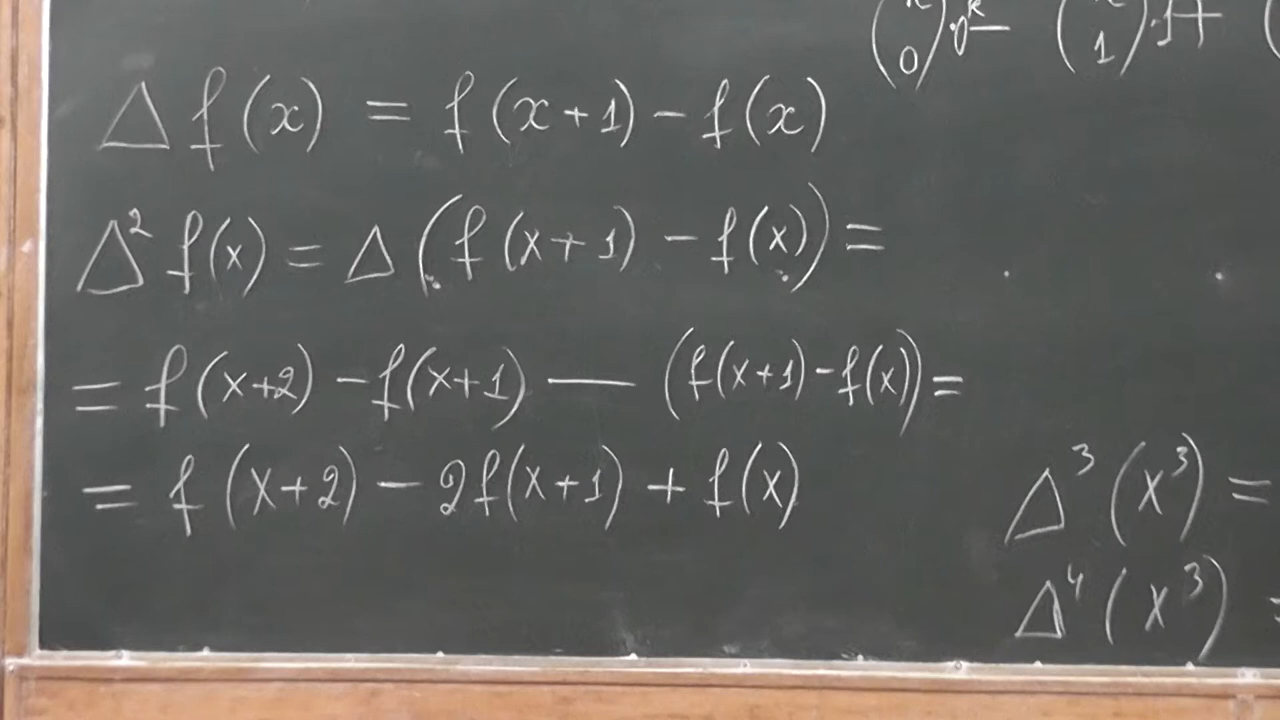 Δ f(x) = f(x+1) - f(x)
Δ² f(x) = Δ(f(x+1) - f(x)) =
= f(x+2) - f(x+1) — (f(x+1) - f(x)) =
= f(x+2) - 2f(x+1) + f(x)
Δ³(x³) =
Δ⁴(x³)